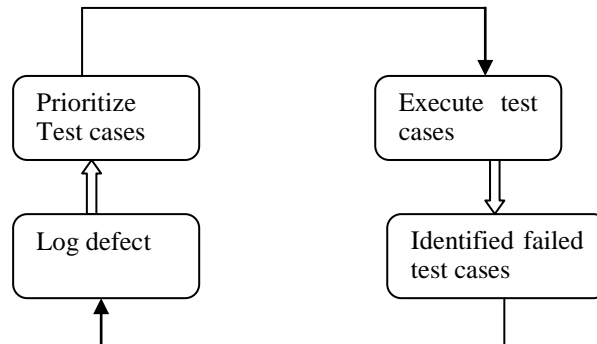 Prioritize
Test cases
Execute test
cases
Log defect
Identified failed
test cases